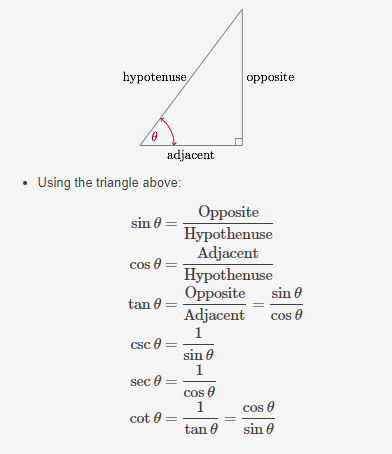 hypotenuse
opposite
θ
adjacent
• Using the triangle above:
sin θ = Opposite / Hypothenuse
cos θ = Adjacent / Hypothenuse
tan θ = Opposite / Adjacent = sin θ / cos θ
csc θ = 1 / sin θ
sec θ = 1 / cos θ
cot θ = 1 / tan θ = cos θ / sin θ